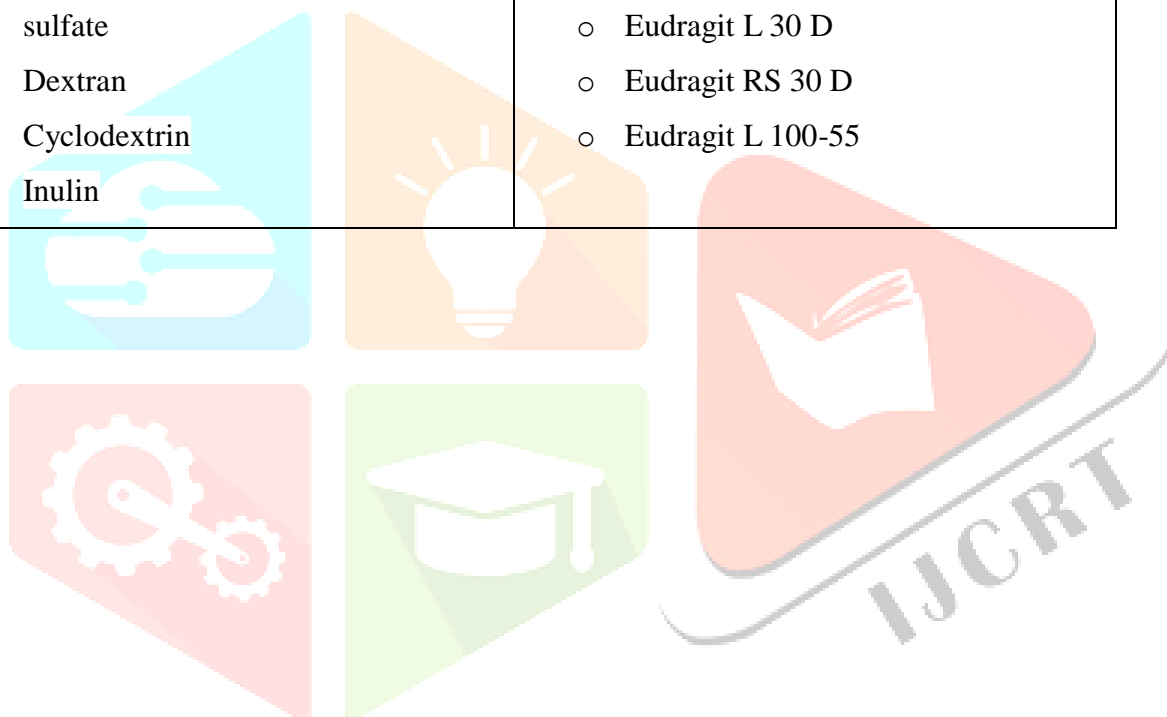 sulfate
Dextran
Cyclodextrin
Inulin
o Eudragit L 30 D
o Eudragit RS 30 D
o Eudragit L 100-55
IJCRT